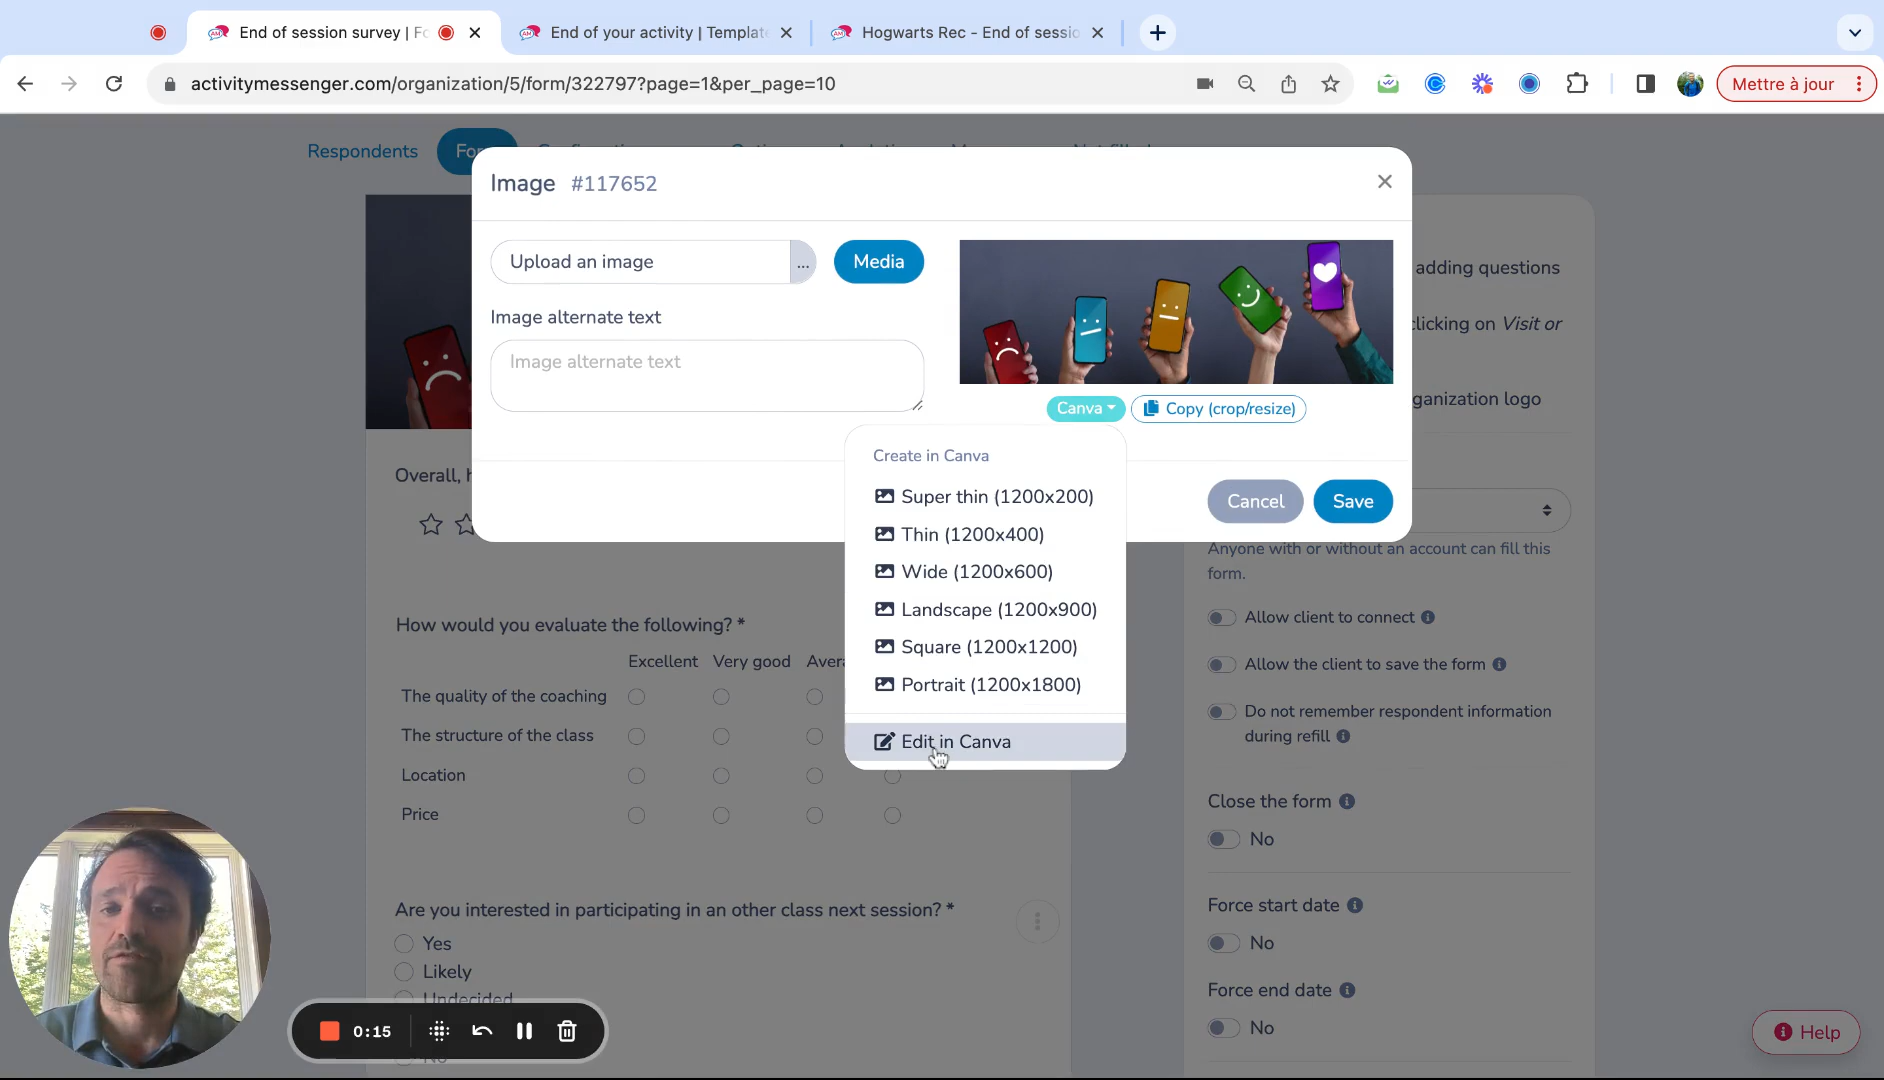 End of session survey | Fo
End of your activity | Templat
Hogwarts Rec - End of sessio
activitymessenger.com/organization/5/form/322797?page=1&per_page=10
Mettre à jour
Respondents
Image #117652
Upload an image
...
Media
Image alternate text
Image alternate text
Canva
Copy (crop/resize)
Create in Canva
Super thin (1200x200)
Thin (1200x400)
Wide (1200x600)
Landscape (1200x900)
Square (1200x1200)
Portrait (1200x1800)
Edit in Canva
Cancel
Save
adding questions
clicking on Visit or
ganization logo
Overall, h
How would you evaluate the following? *
Excellent Very good Avera
The quality of the coaching
The structure of the class
Location
Price
Are you interested in participating in an other class next session? *
Yes
Likely
Undecided
No
Anyone with or without an account can fill this
form.
Allow client to connect
Allow the client to save the form
Do not remember respondent information
during refill
Close the form
No
Force start date
No
Force end date
No
0:15
Help